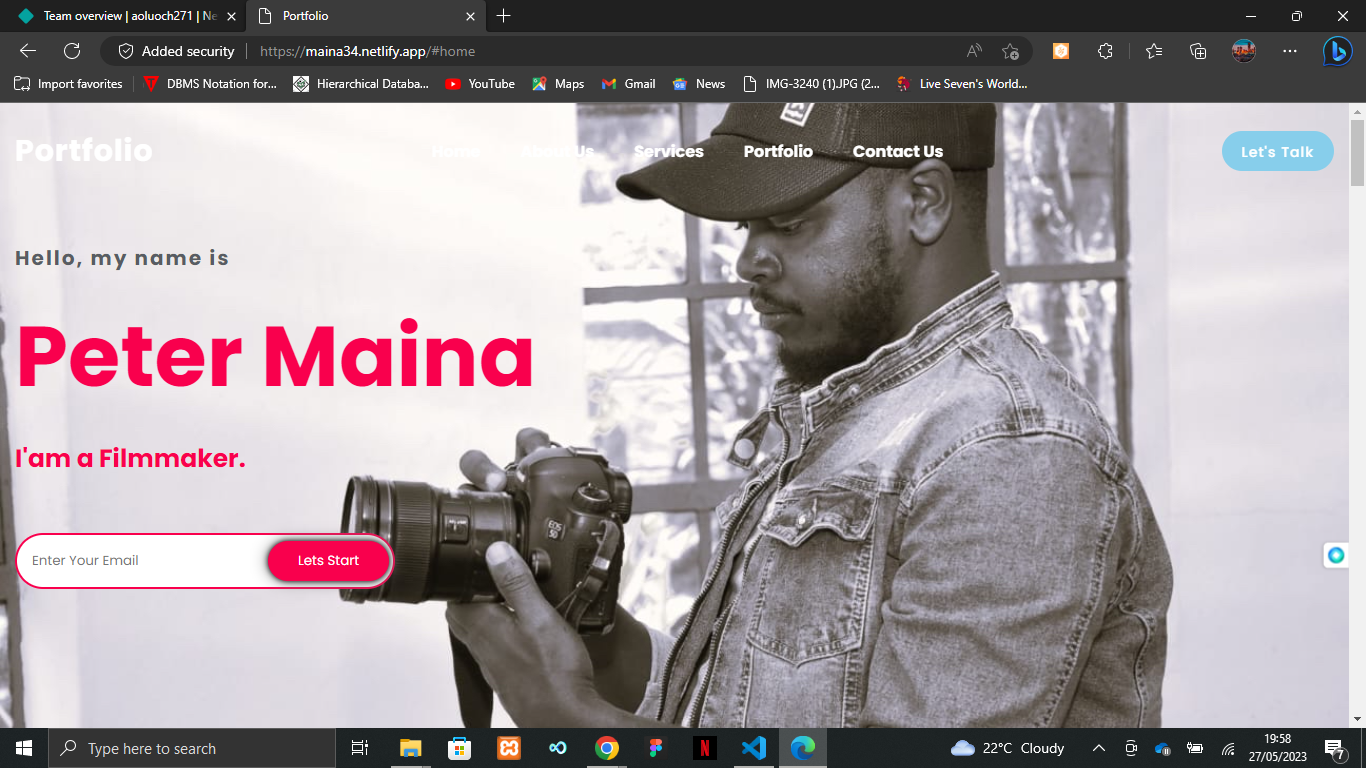 Team overview | aoluoch271 | Ne
Portfolio
Added security
https://maina34.netlify.app/#home
Import favorites
DBMS Notation for...
Hierarchical Databa...
YouTube
Maps
Gmail
News
IMG-3240 (1).JPG (2...
Live Seven's World...
Portfolio
Home
About Us
Services
Portfolio
Contact Us
Let's Talk
Hello, my name is
Peter Maina
I'am a Filmmaker.
EOS
5D
Enter Your Email
Lets Start
Type here to search
22°C Cloudy
19:58
27/05/2023
7